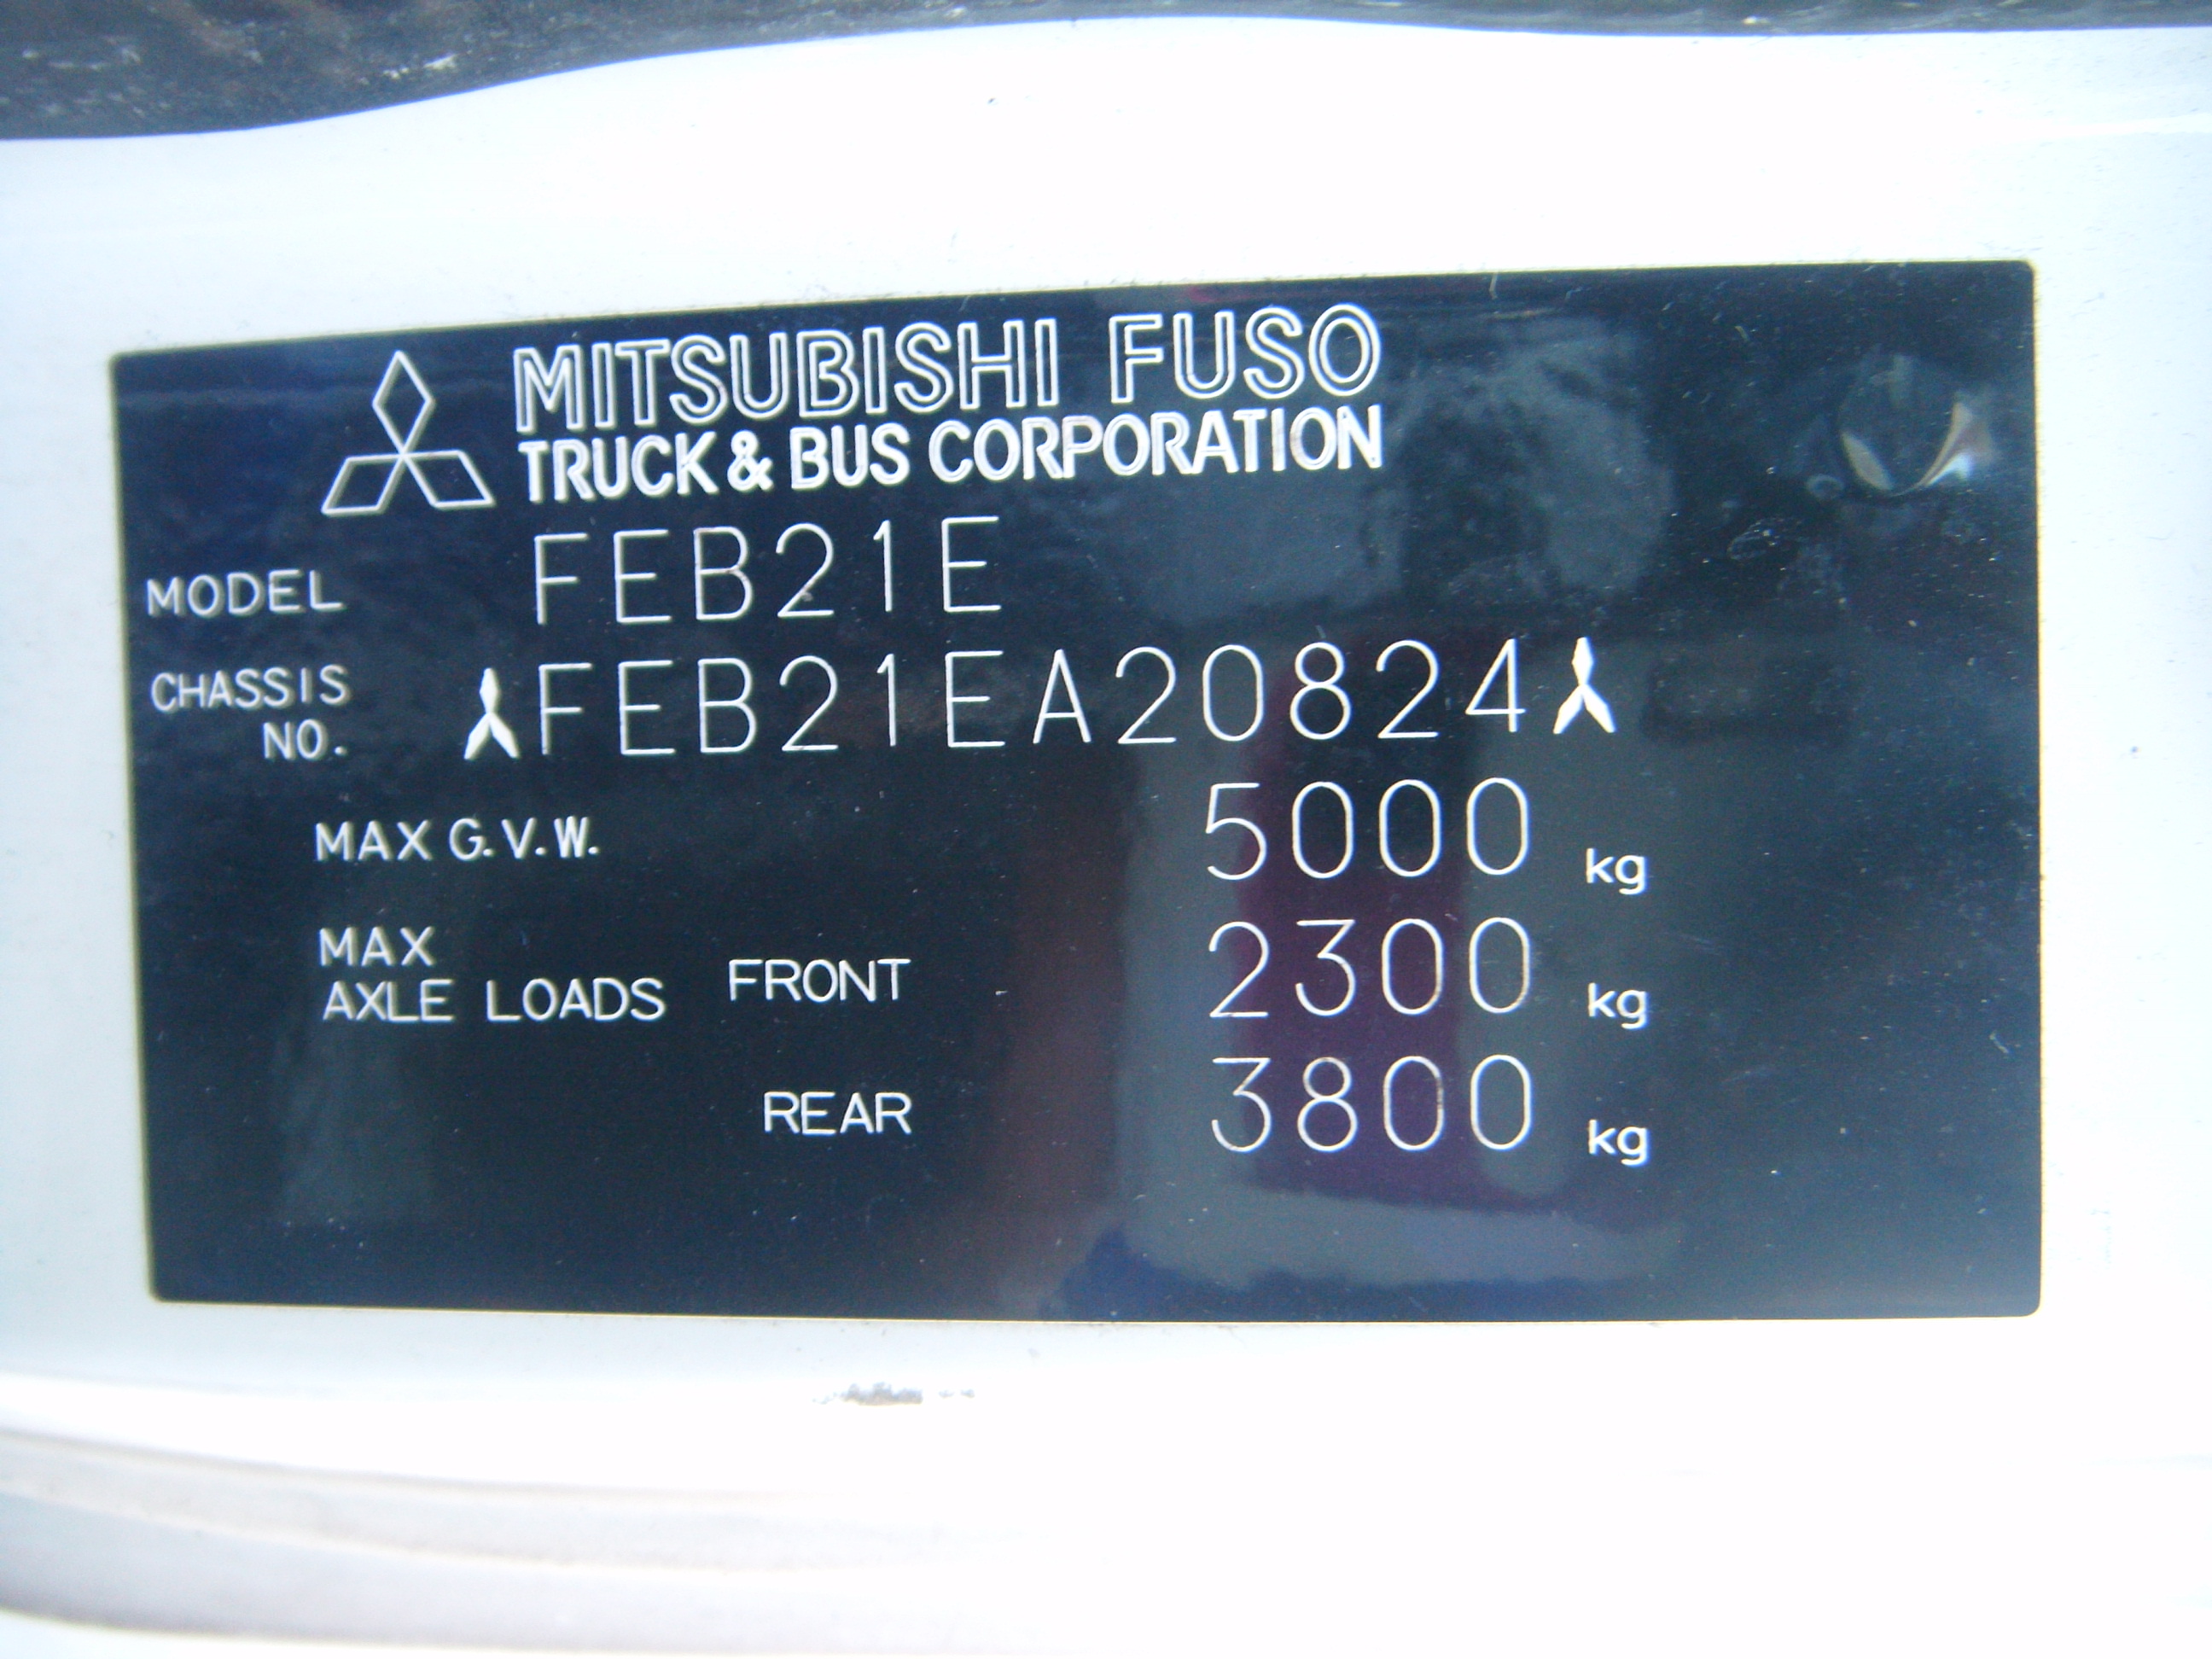 MITSUBISHI FUSO
TRUCK & BUS CORPORATION
MODEL FEB21E
CHASSIS
NO. FEB21EA20824
MAX G.V.W. 5000 kg
MAX
AXLE LOADS FRONT 2300 kg
REAR 3800 kg